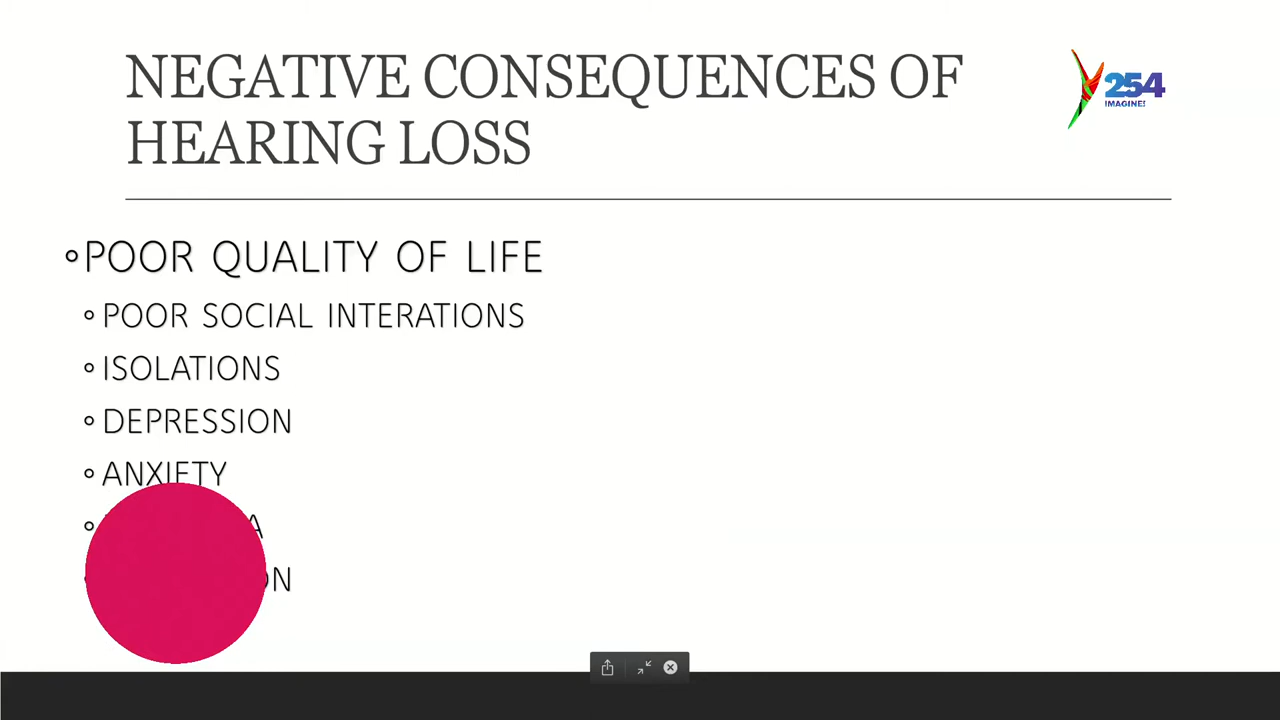 NEGATIVE CONSEQUENCES OF
HEARING LOSS
254
IMAGINE!
POOR QUALITY OF LIFE
POOR SOCIAL INTERATIONS
ISOLATIONS
DEPRESSION
ANXIETY